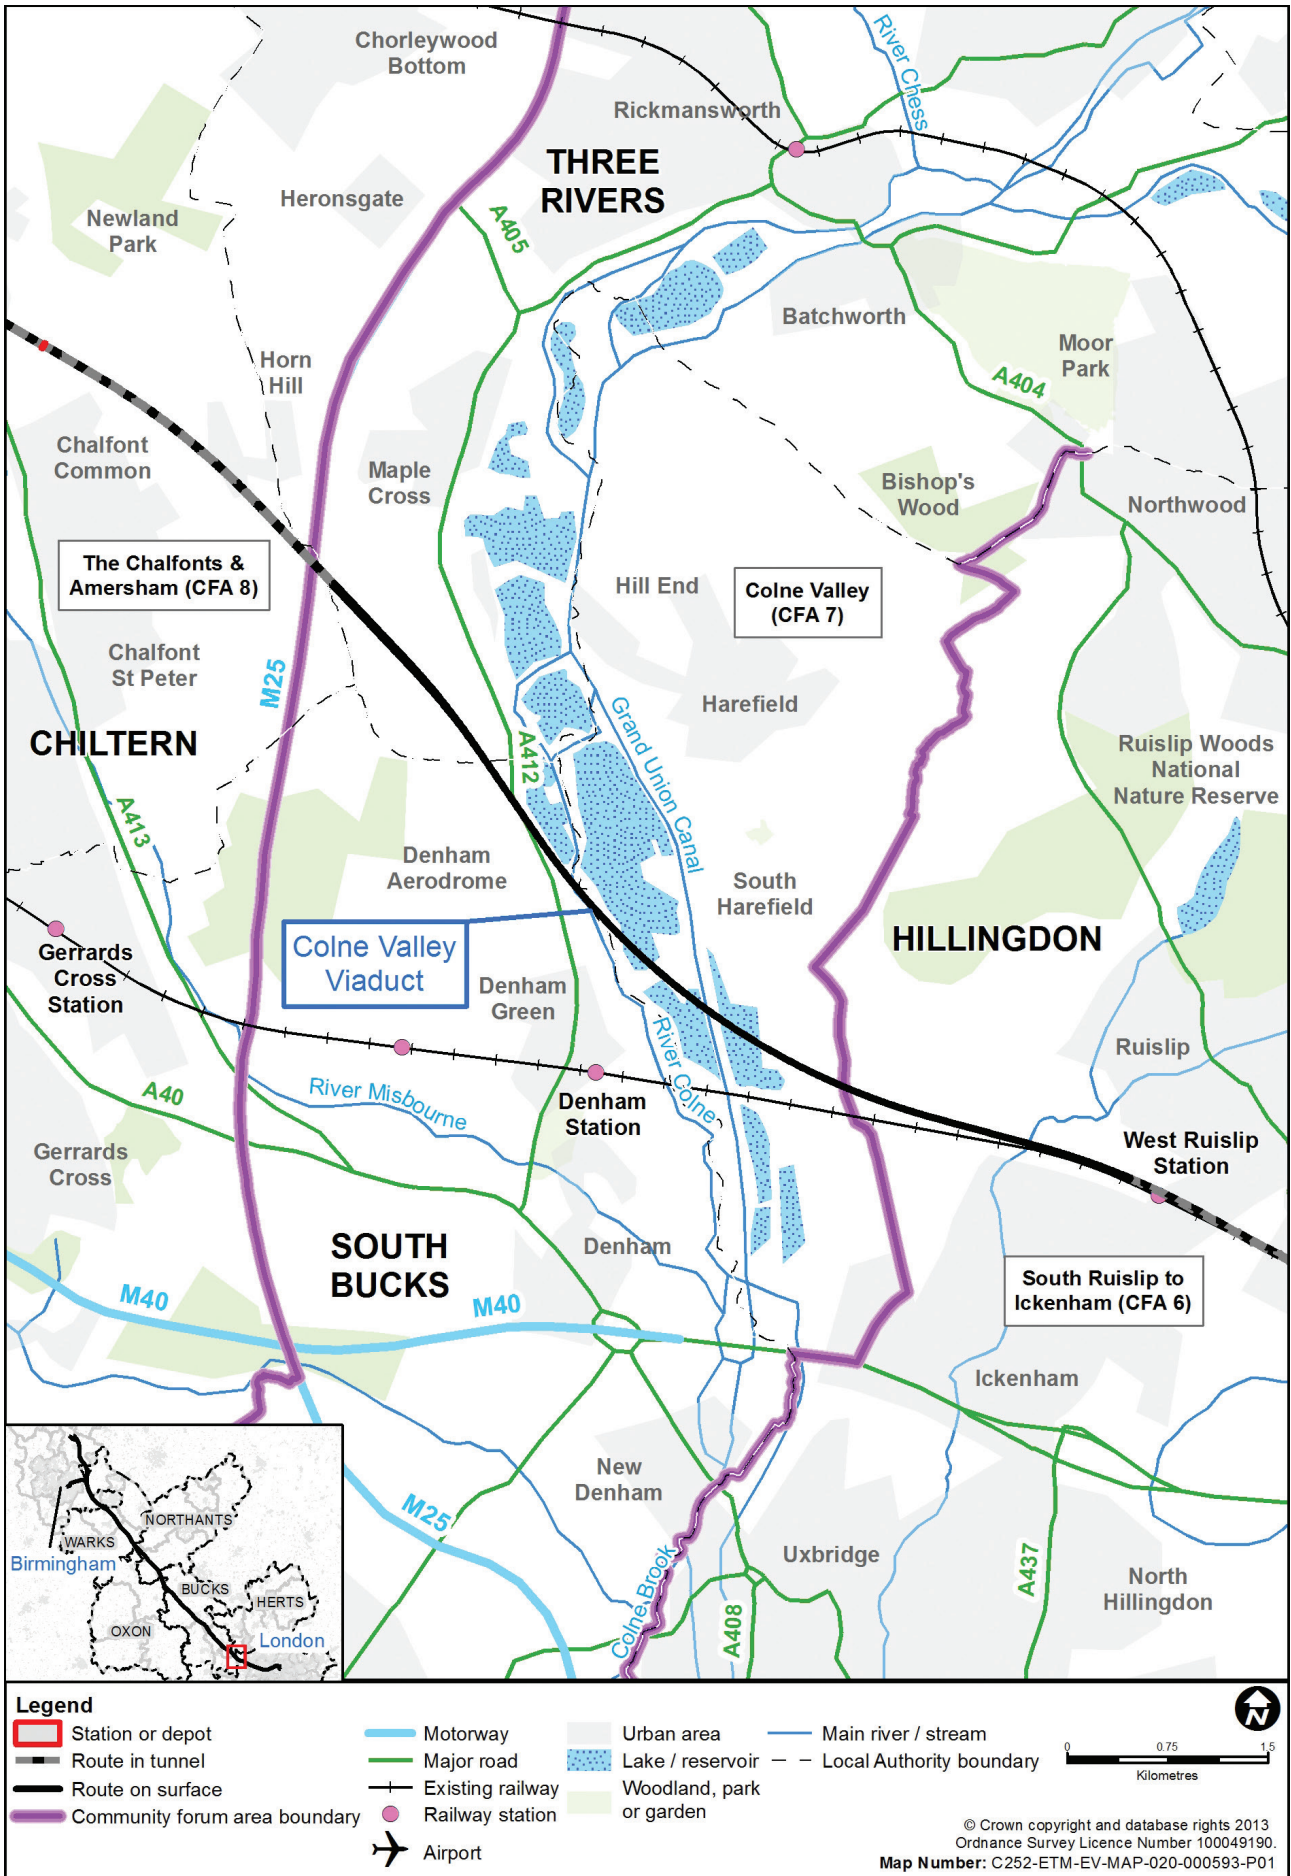 Chorleywood
Bottom
River Chess
Rickmansworth
THREE
RIVERS
Heronsgate
Newland
Park
A405
Batchworth
Moor
Park
Horn
Hill
A404
Chalfont
Common
Maple
Cross
Bishop's
Wood
Northwood
The Chalfonts &
Amersham (CFA 8)
Hill End
Colne Valley
(CFA 7)
Chalfont
St Peter
M25
Harefield
Grand Union Canal
CHILTERN
A412
Ruislip Woods
National
Nature Reserve
A413
Denham
Aerodrome
South
Harefield
HILLINGDON
Colne Valley
Viaduct
Gerrards
Cross
Station
Denham
Green
River Colne
Ruislip
A40
River Misbourne
Denham
Station
West Ruislip
Station
Gerrards
Cross
SOUTH
BUCKS
Denham
South Ruislip to
Ickenham (CFA 6)
M40
M40
Ickenham
New
Denham
M25
Colne Brook
Uxbridge
A437
A408
North
Hillingdon
NORTHANTS
WARKS
Birmingham
BUCKS
HERTS
OXON
London
Legend
Station or depot
Route in tunnel
Route on surface
Community forum area boundary
Motorway
Major road
Existing railway
Railway station
Airport
Urban area
Lake / reservoir
Woodland, park
or garden
Main river / stream
Local Authority boundary
N
0 0.75 1.5
Kilometres
© Crown copyright and database rights 2013
Ordnance Survey Licence Number 100049190.
Map Number: C252-ETM-EV-MAP-020-000593-P01